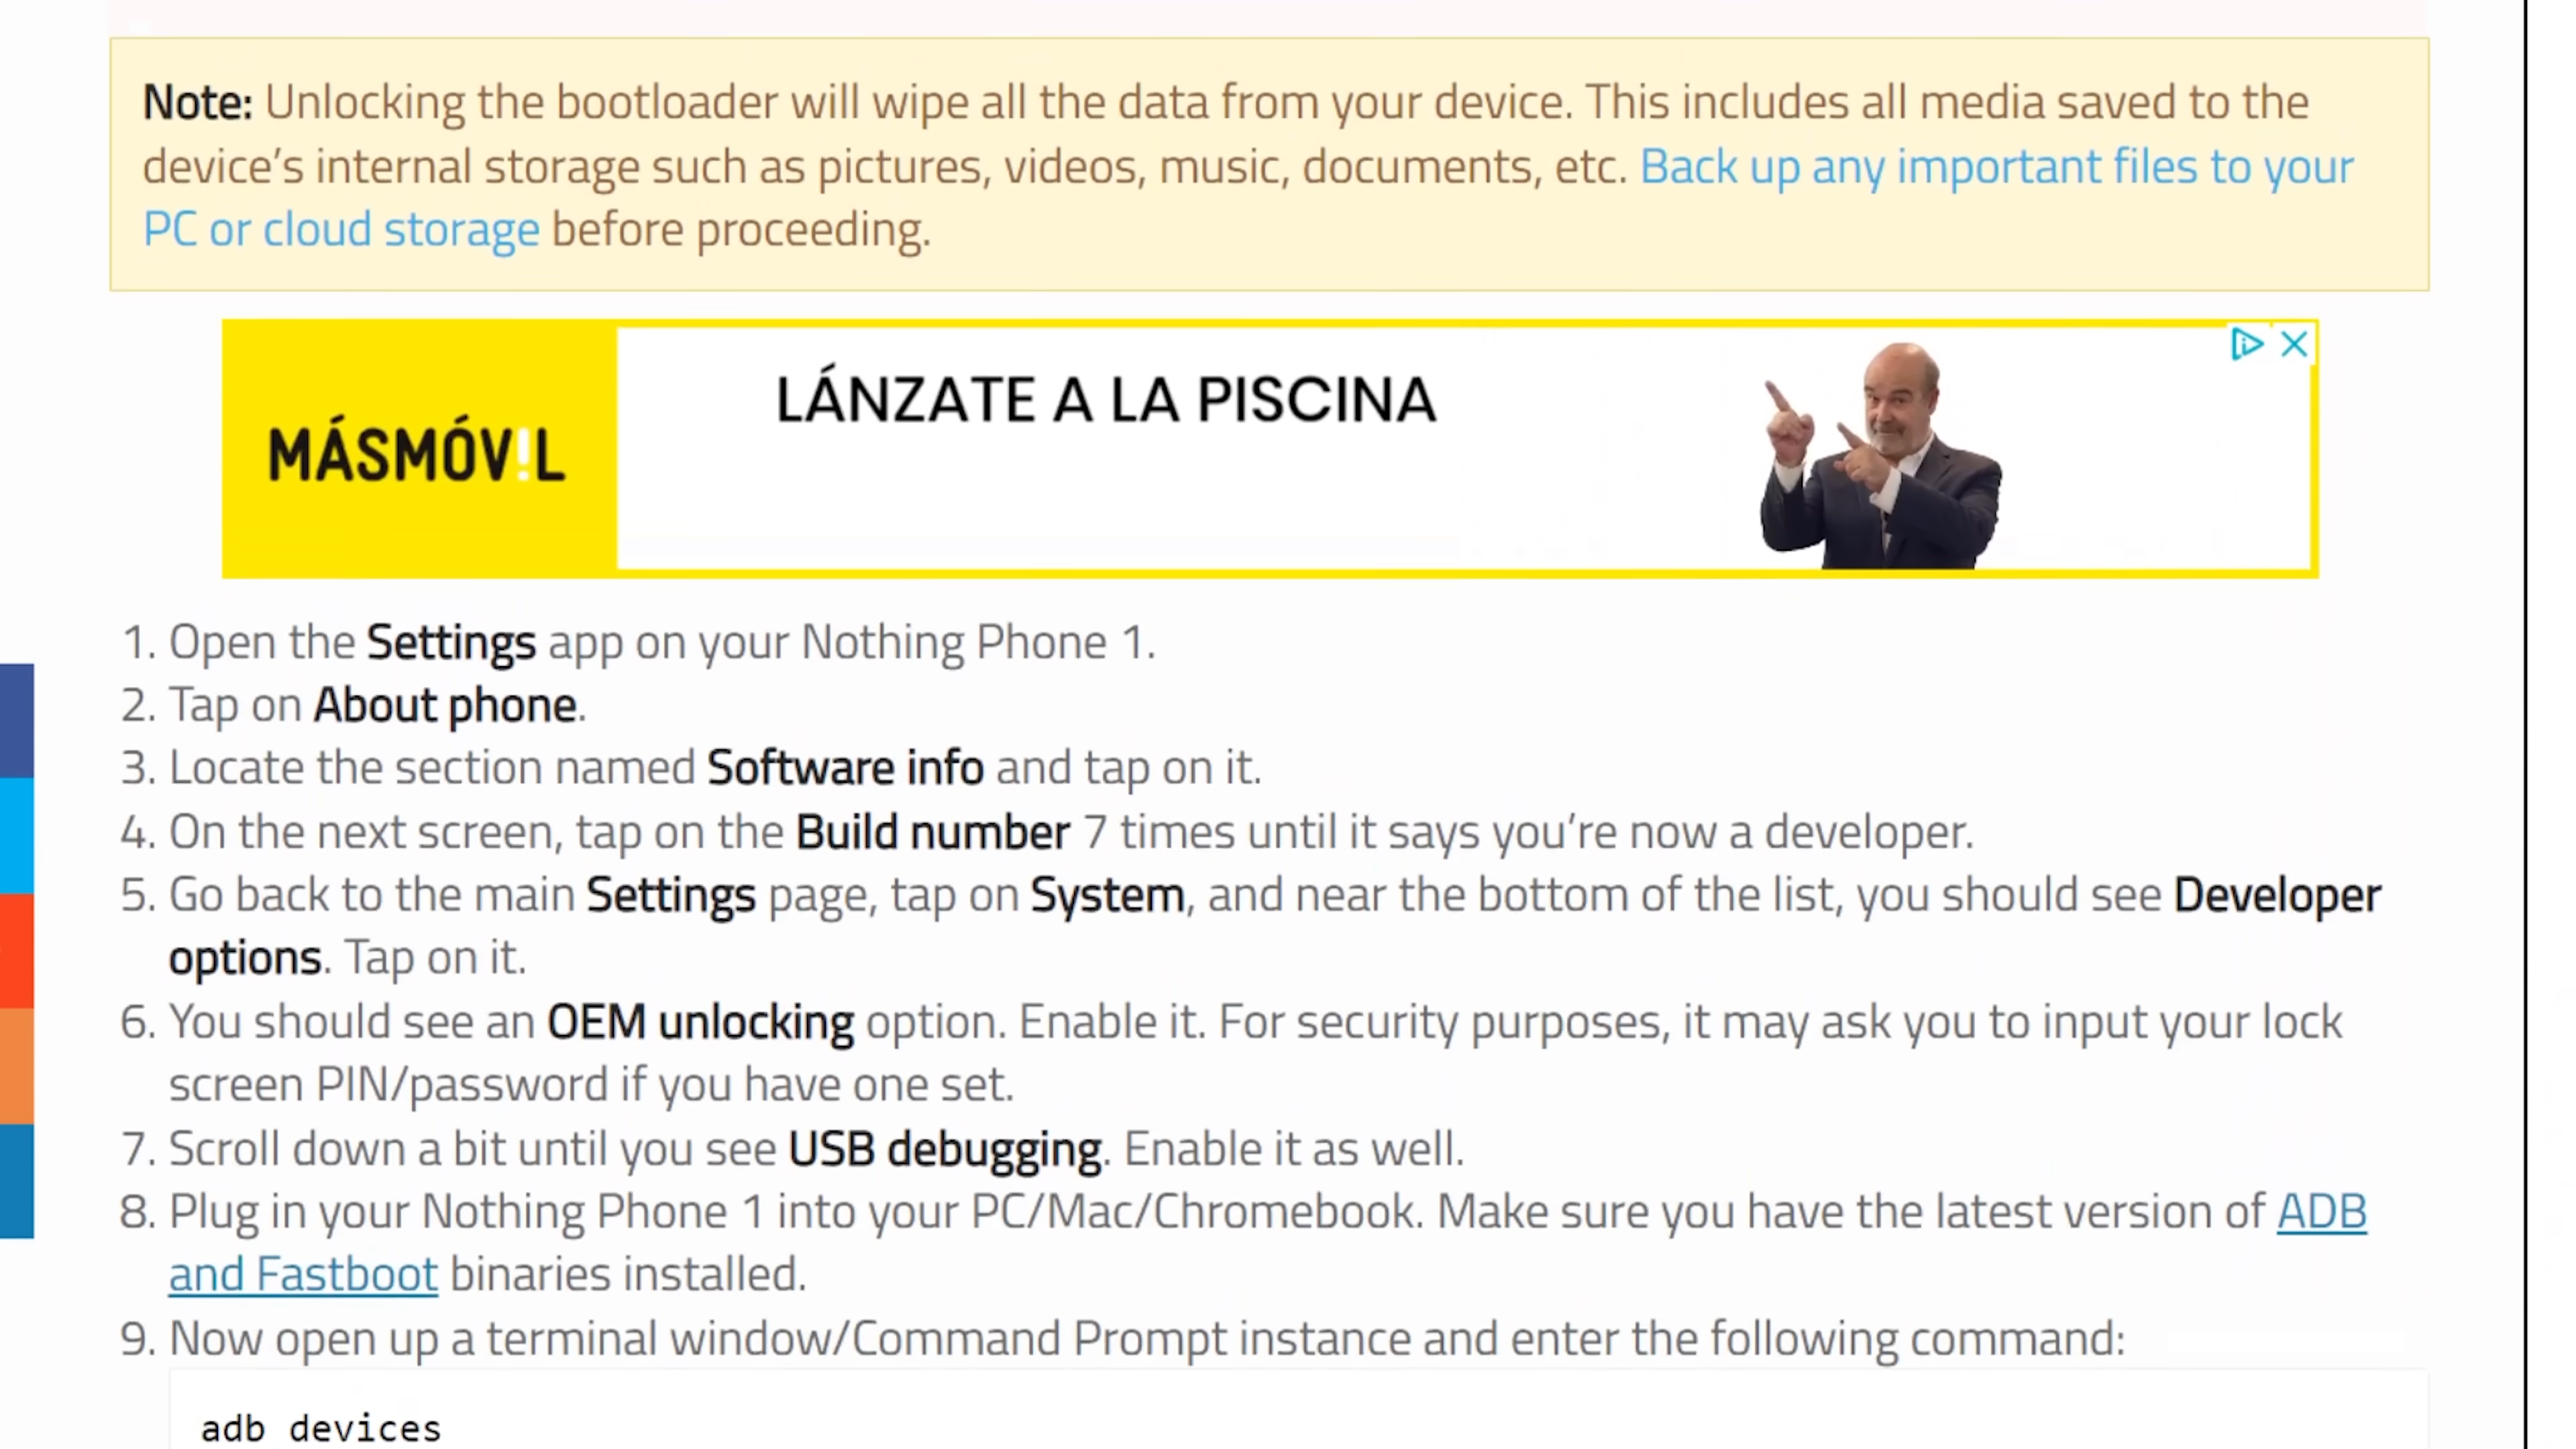 Note: Unlocking the bootloader will wipe all the data from your device. This includes all media saved to the
device’s internal storage such as pictures, videos, music, documents, etc. Back up any important files to your
PC or cloud storage before proceeding.
MÁSMÓV!L
LÁNZATE A LA PISCINA
1. Open the Settings app on your Nothing Phone 1.
2. Tap on About phone.
3. Locate the section named Software info and tap on it.
4. On the next screen, tap on the Build number 7 times until it says you’re now a developer.
5. Go back to the main Settings page, tap on System, and near the bottom of the list, you should see Developer
options. Tap on it.
6. You should see an OEM unlocking option. Enable it. For security purposes, it may ask you to input your lock
screen PIN/password if you have one set.
7. Scroll down a bit until you see USB debugging. Enable it as well.
8. Plug in your Nothing Phone 1 into your PC/Mac/Chromebook. Make sure you have the latest version of ADB
and Fastboot binaries installed.
9. Now open up a terminal window/Command Prompt instance and enter the following command:
adb devices